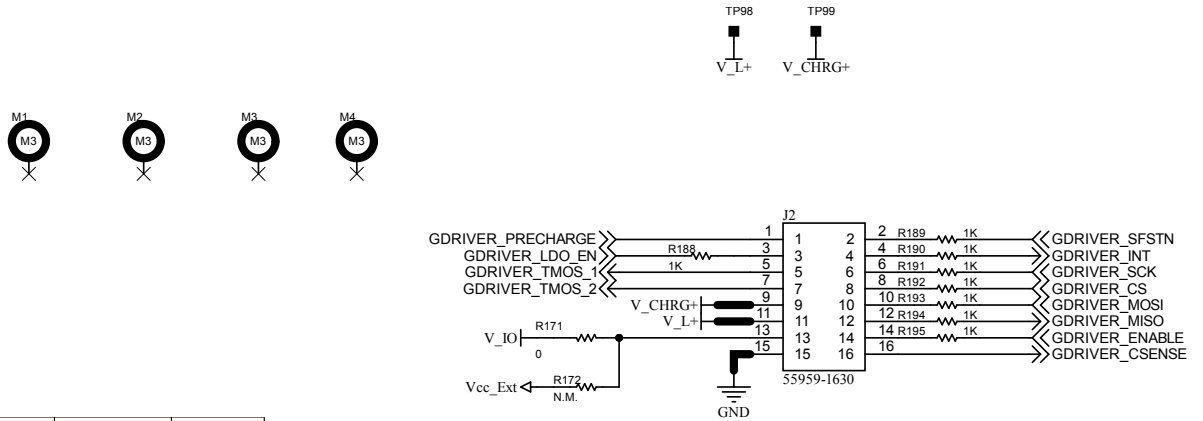 TP98 TP99
V_L+ V_CHRG+
M1 M2 M3 M4
M3 M3 M3 M3
J2
GDRIVER_PRECHARGE 1 1 2 2 R189 1K GDRIVER_SFSTN
GDRIVER_LDO_EN R188 3 3 4 4 R190 1K GDRIVER_INT
GDRIVER_TMOS_1 1K 5 5 6 6 R191 1K GDRIVER_SCK
GDRIVER_TMOS_2 7 7 8 8 R192 1K GDRIVER_CS
V_CHRG+ 9 9 10 10 R193 1K GDRIVER_MOSI
V_L+ 11 11 12 12 R194 1K GDRIVER_MISO
V_IO R171 0 13 13 14 14 R195 1K GDRIVER_ENABLE
15 15 16 16 GDRIVER_CSENSE
Vcc_Ext R172 N.M. 55959-1630
GND